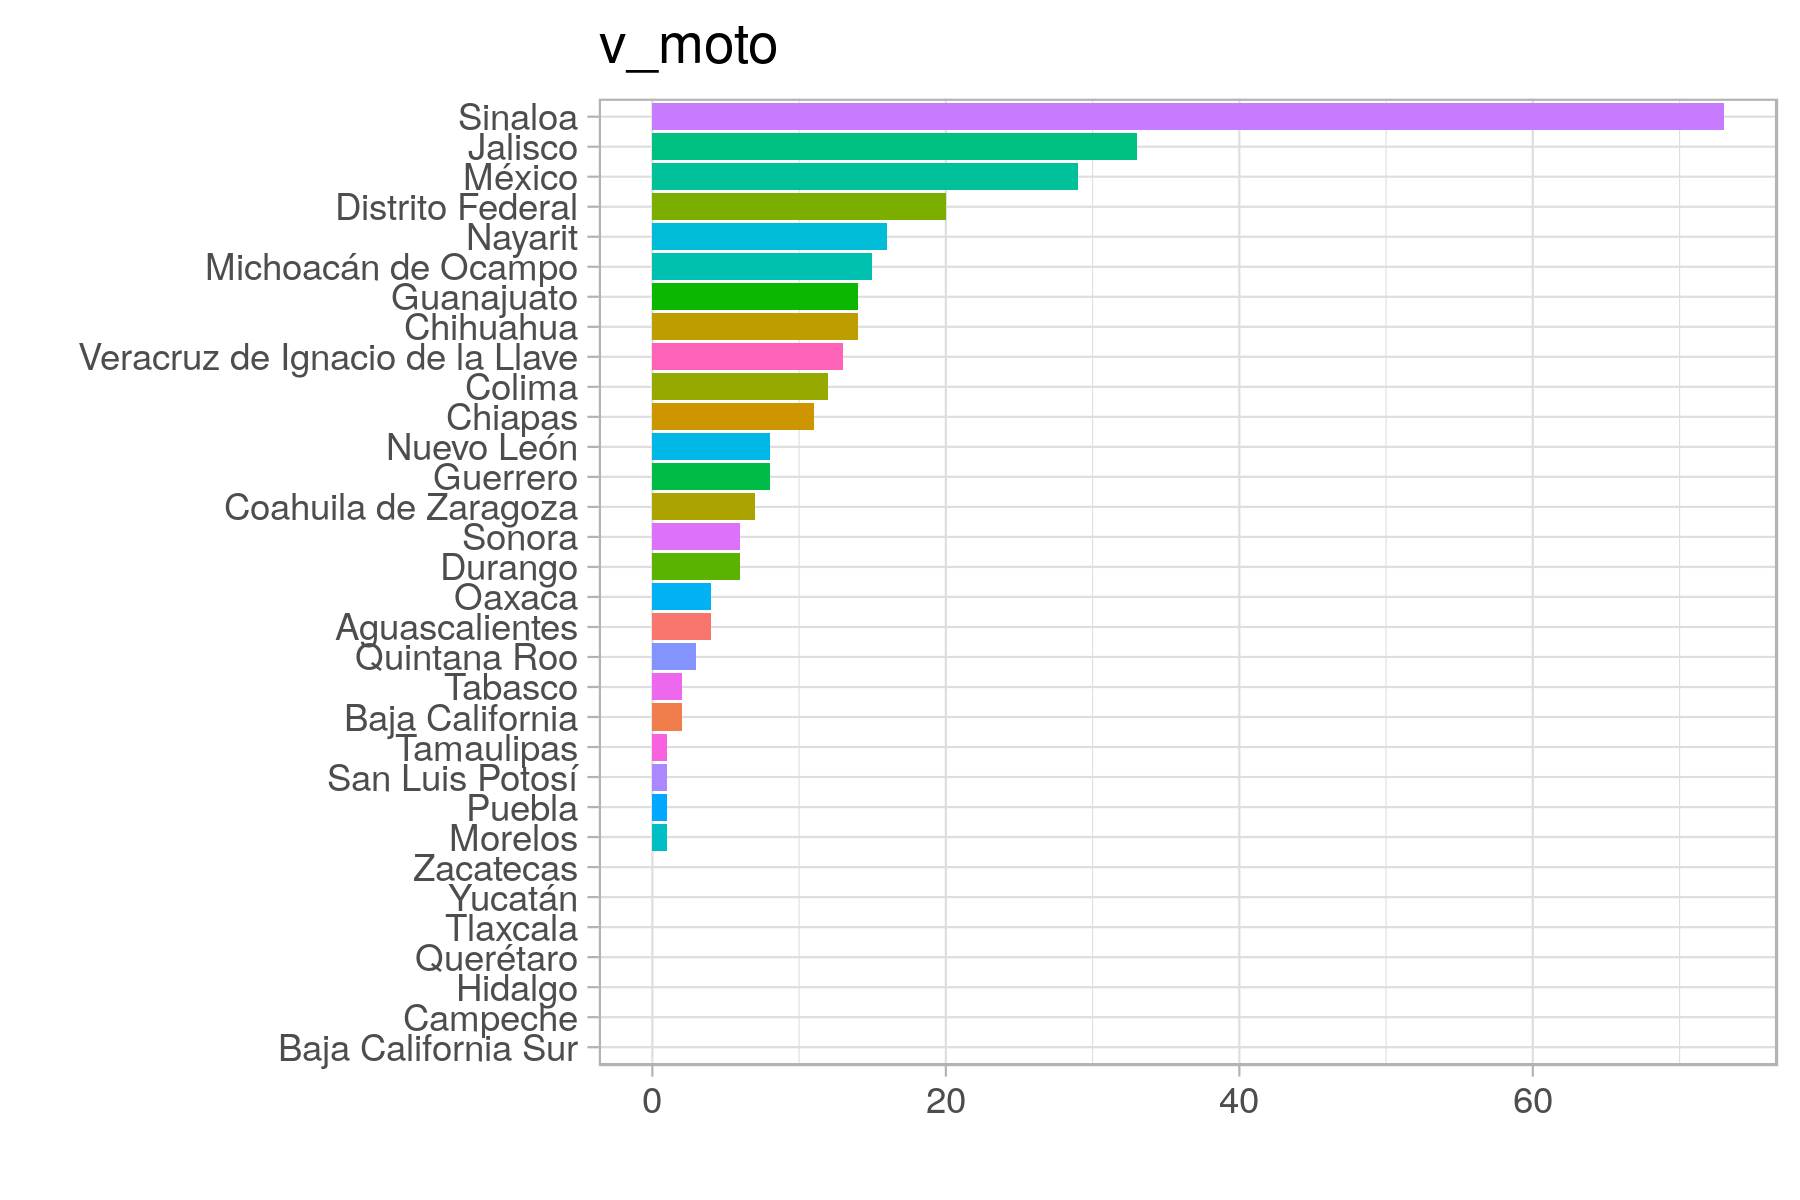 v_moto
Sinaloa
Jalisco
México
Distrito Federal
Nayarit
Michoacán de Ocampo
Guanajuato
Chihuahua
Veracruz de Ignacio de la Llave
Colima
Chiapas
Nuevo León
Guerrero
Coahuila de Zaragoza
Sonora
Durango
Oaxaca
Aguascalientes
Quintana Roo
Tabasco
Baja California
Tamaulipas
San Luis Potosí
Puebla
Morelos
Zacatecas
Yucatán
Tlaxcala
Querétaro
Hidalgo
Campeche
Baja California Sur
0 20 40 60